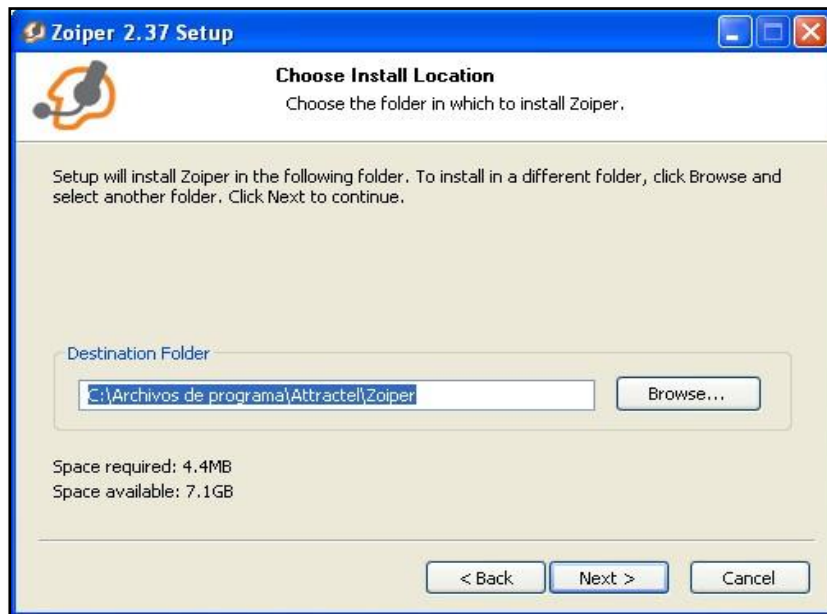 Zoiper 2.37 Setup
Choose Install Location
Choose the folder in which to install Zoiper.
Setup will install Zoiper in the following folder. To install in a different folder, click Browse and
select another folder. Click Next to continue.
Destination Folder
C:\Archivos de programa\Attractel\Zoiper
Browse...
Space required: 4.4MB
Space available: 7.1GB
< Back Next > Cancel